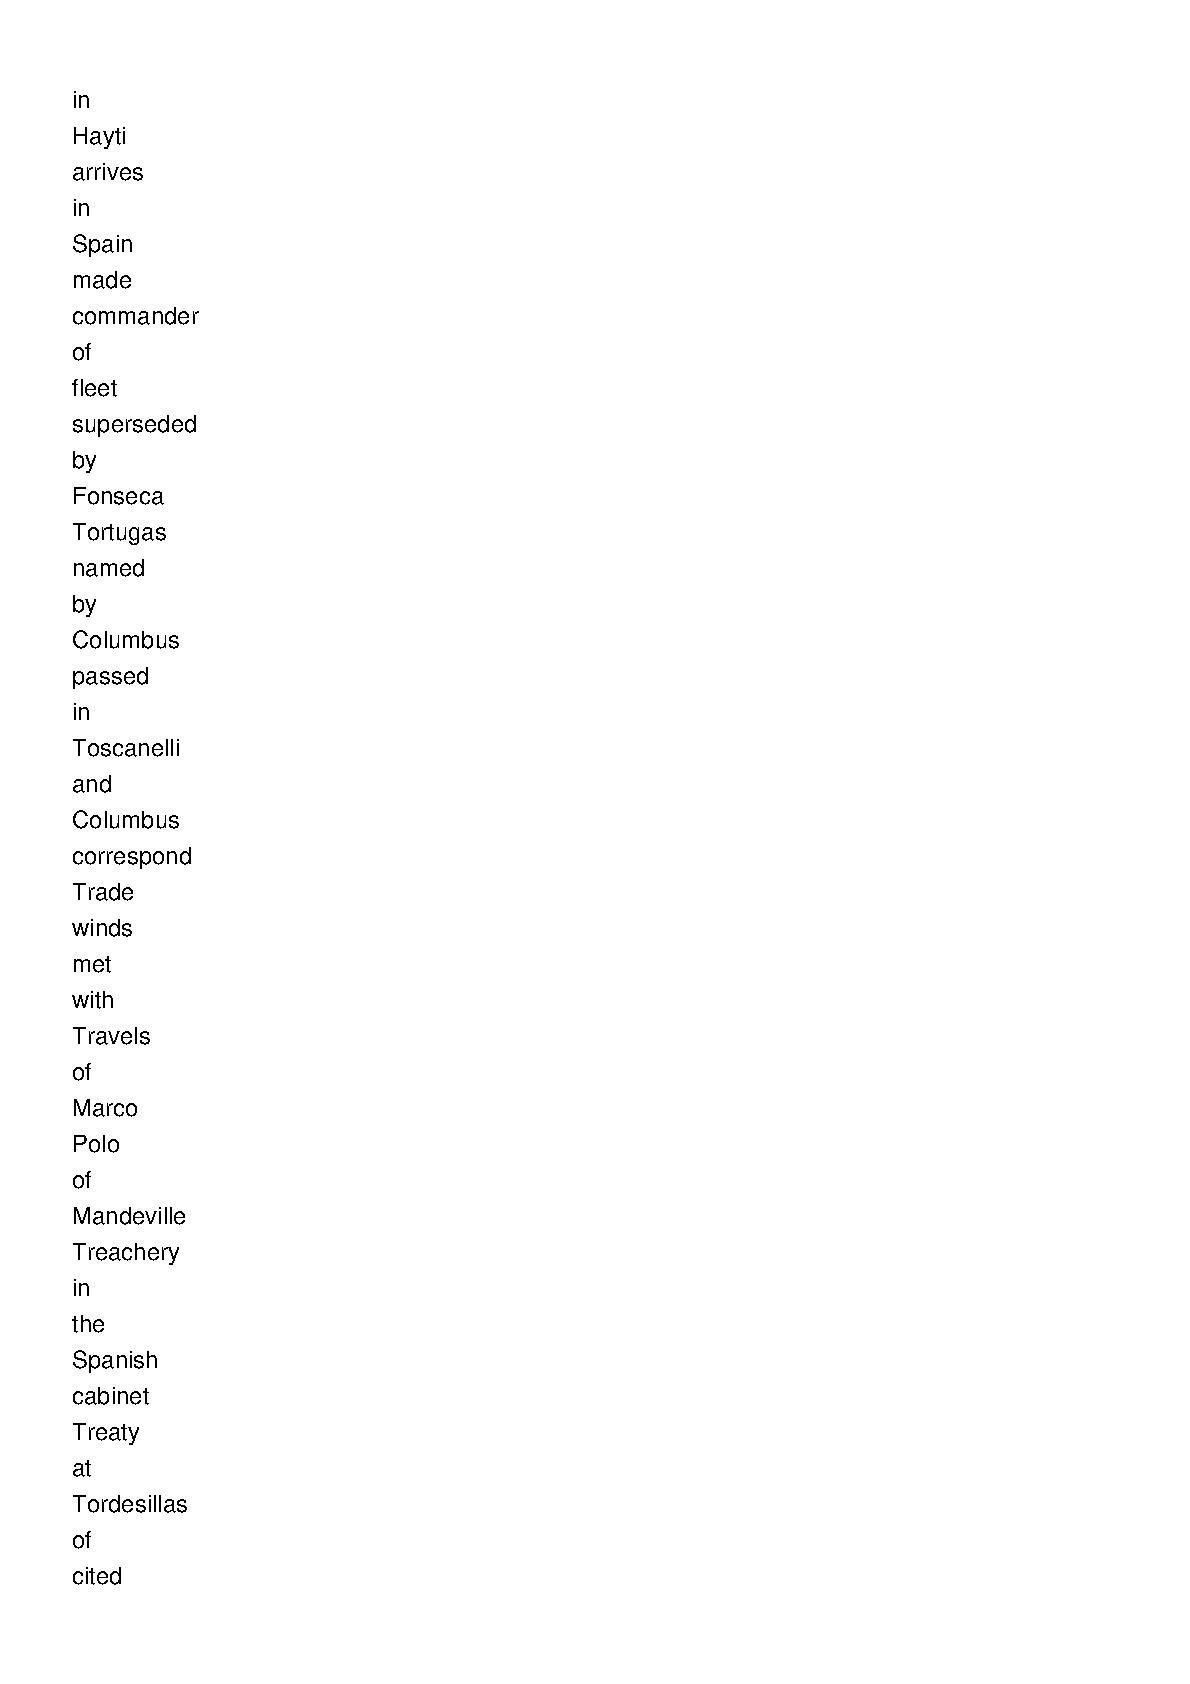 in
Hayti
arrives
in
Spain
made
commander
of
fleet
superseded
by
Fonseca
Tortugas
named
by
Columbus
passed
in
Toscanelli
and
Columbus
correspond
Trade
winds
met
with
Travels
of
Marco
Polo
of
Mandeville
Treachery
in
the
Spanish
cabinet
Treaty
at
Tordesillas
of
cited